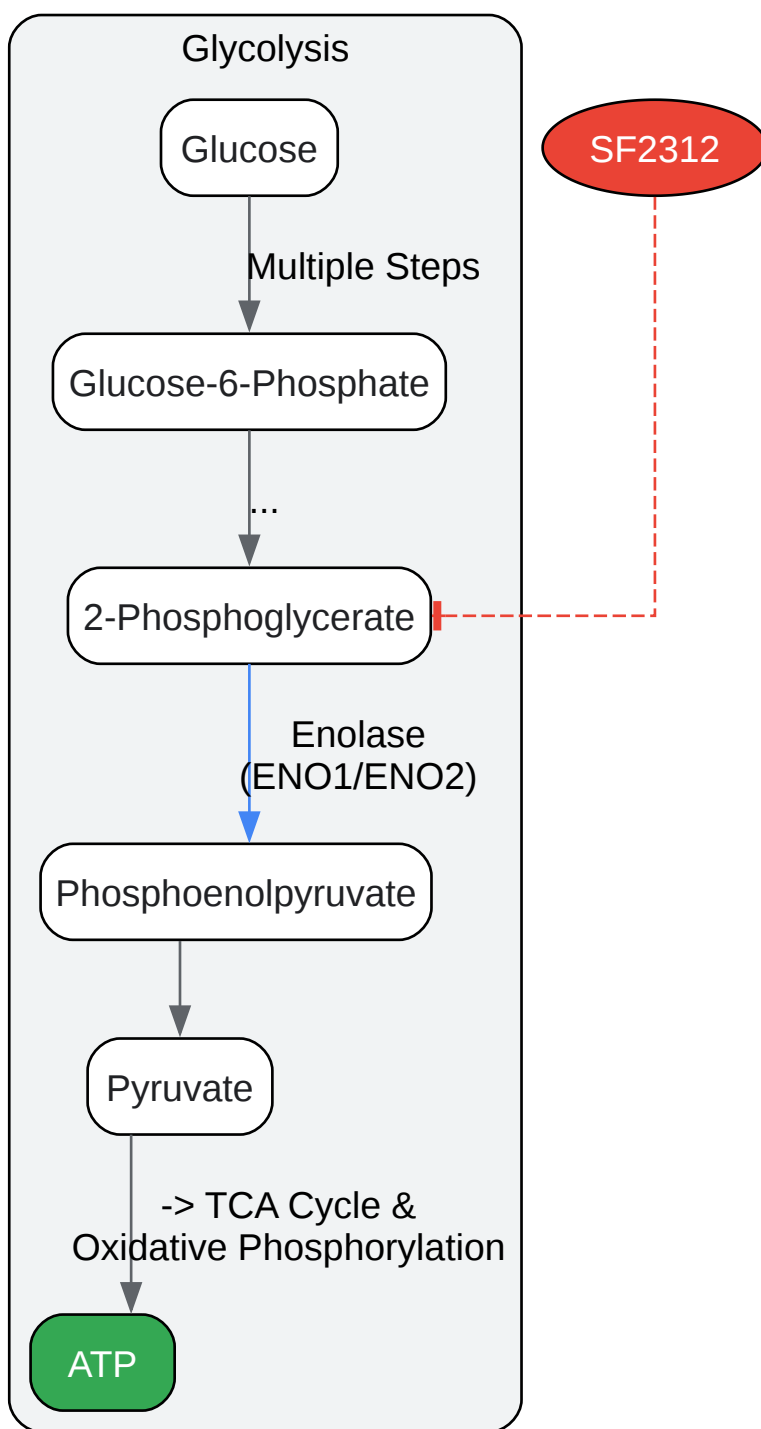 Glycolysis
Glucose
SF2312
Multiple Steps
Glucose-6-Phosphate
...
2-Phosphoglycerate
Enolase
(ENO1/ENO2)
Phosphoenolpyruvate
Pyruvate
-> TCA Cycle &
Oxidative Phosphorylation
ATP